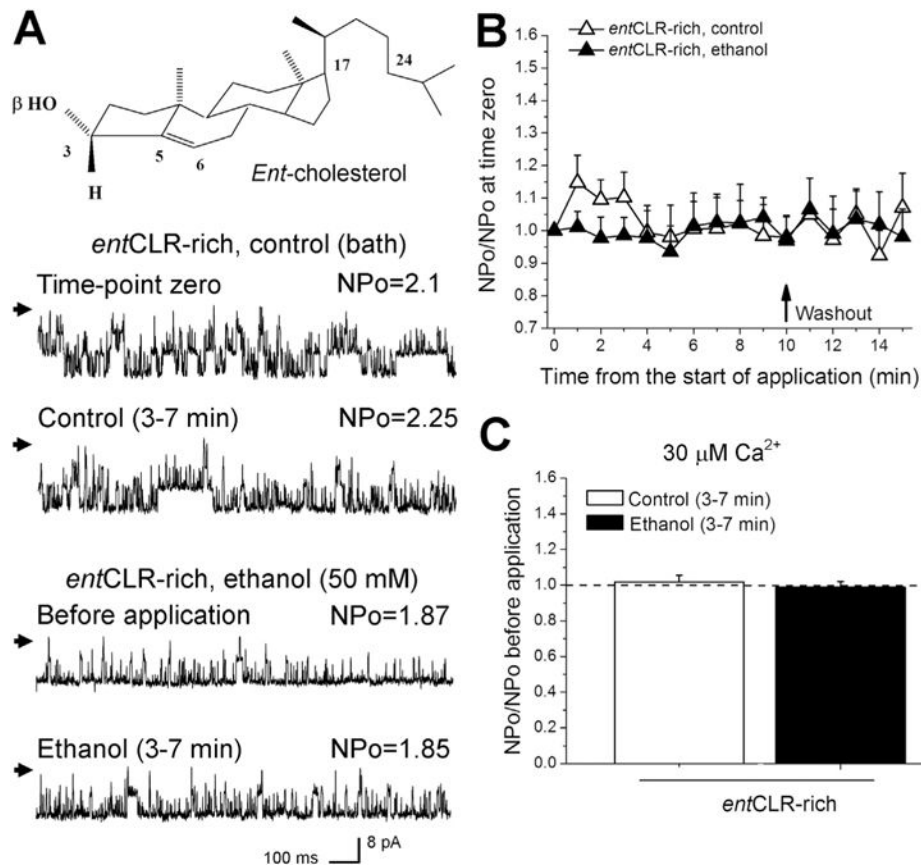 A
17
24
β HO
3
5
6
H
Ent-cholesterol
entCLR-rich, control (bath)
Time-point zero NPo=2.1
Control (3-7 min) NPo=2.25
entCLR-rich, ethanol (50 mM)
Before application NPo=1.87
Ethanol (3-7 min) NPo=1.85
100 ms 8 pA
B
entCLR-rich, control
entCLR-rich, ethanol
NPo/NPo at time zero
1.6
1.5
1.4
1.3
1.2
1.1
1.0
0.9
0.8
0.7
Washout
0 2 4 6 8 10 12 14
Time from the start of application (min)
C
30 μM Ca²⁺
Control (3-7 min)
Ethanol (3-7 min)
NPo/NPo before application
1.6
1.4
1.2
1.0
0.8
0.6
0.4
0.2
0.0
entCLR-rich